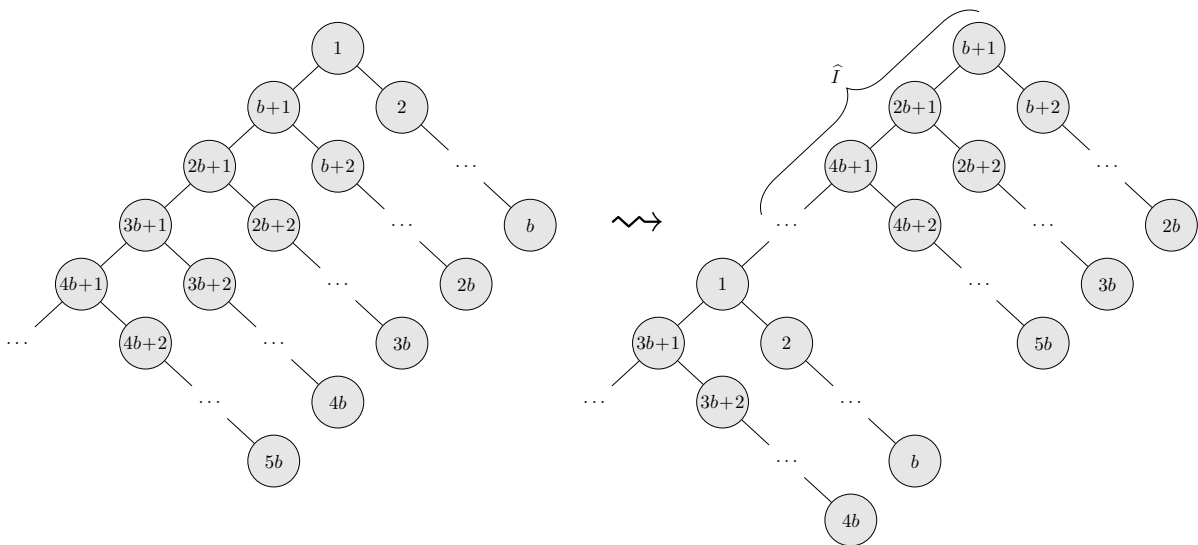 1
b+1 2
2b+1 b+2 ...
3b+1 2b+2 ... b
4b+1 3b+2 ... 2b
... 4b+2 ... 3b
... 4b
5b
⇝
Î
b+1
2b+1 b+2
4b+1 2b+2 ...
... 4b+2 ... 2b
1 ... 3b
3b+1 2 5b
... 3b+2 ...
... b
4b